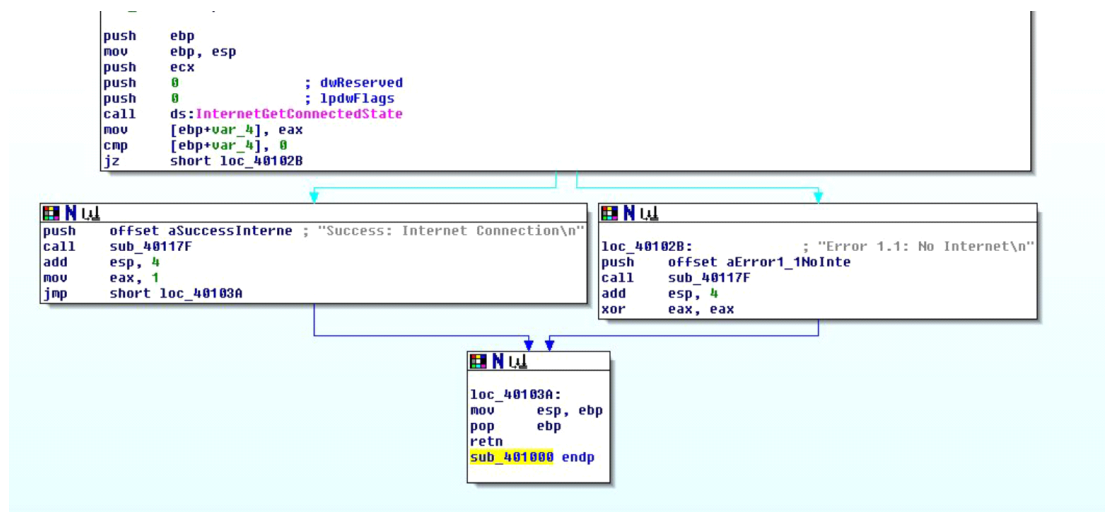 push ebp
mov ebp, esp
push ecx
push 0 ; dwReserved
push 0 ; lpdwFlags
call ds:InternetGetConnectedState
mov [ebp+var_4], eax
cmp [ebp+var_4], 0
jz short loc_40102B
push offset aSuccessInterne ; "Success: Internet Connection\n"
call sub_40117F
add esp, 4
mov eax, 1
jmp short loc_40103A
loc_40102B: ; "Error 1.1: No Internet\n"
push offset aError1_1NoInte
call sub_40117F
add esp, 4
xor eax, eax
loc_40103A:
mov esp, ebp
pop ebp
retn
sub_401000 endp